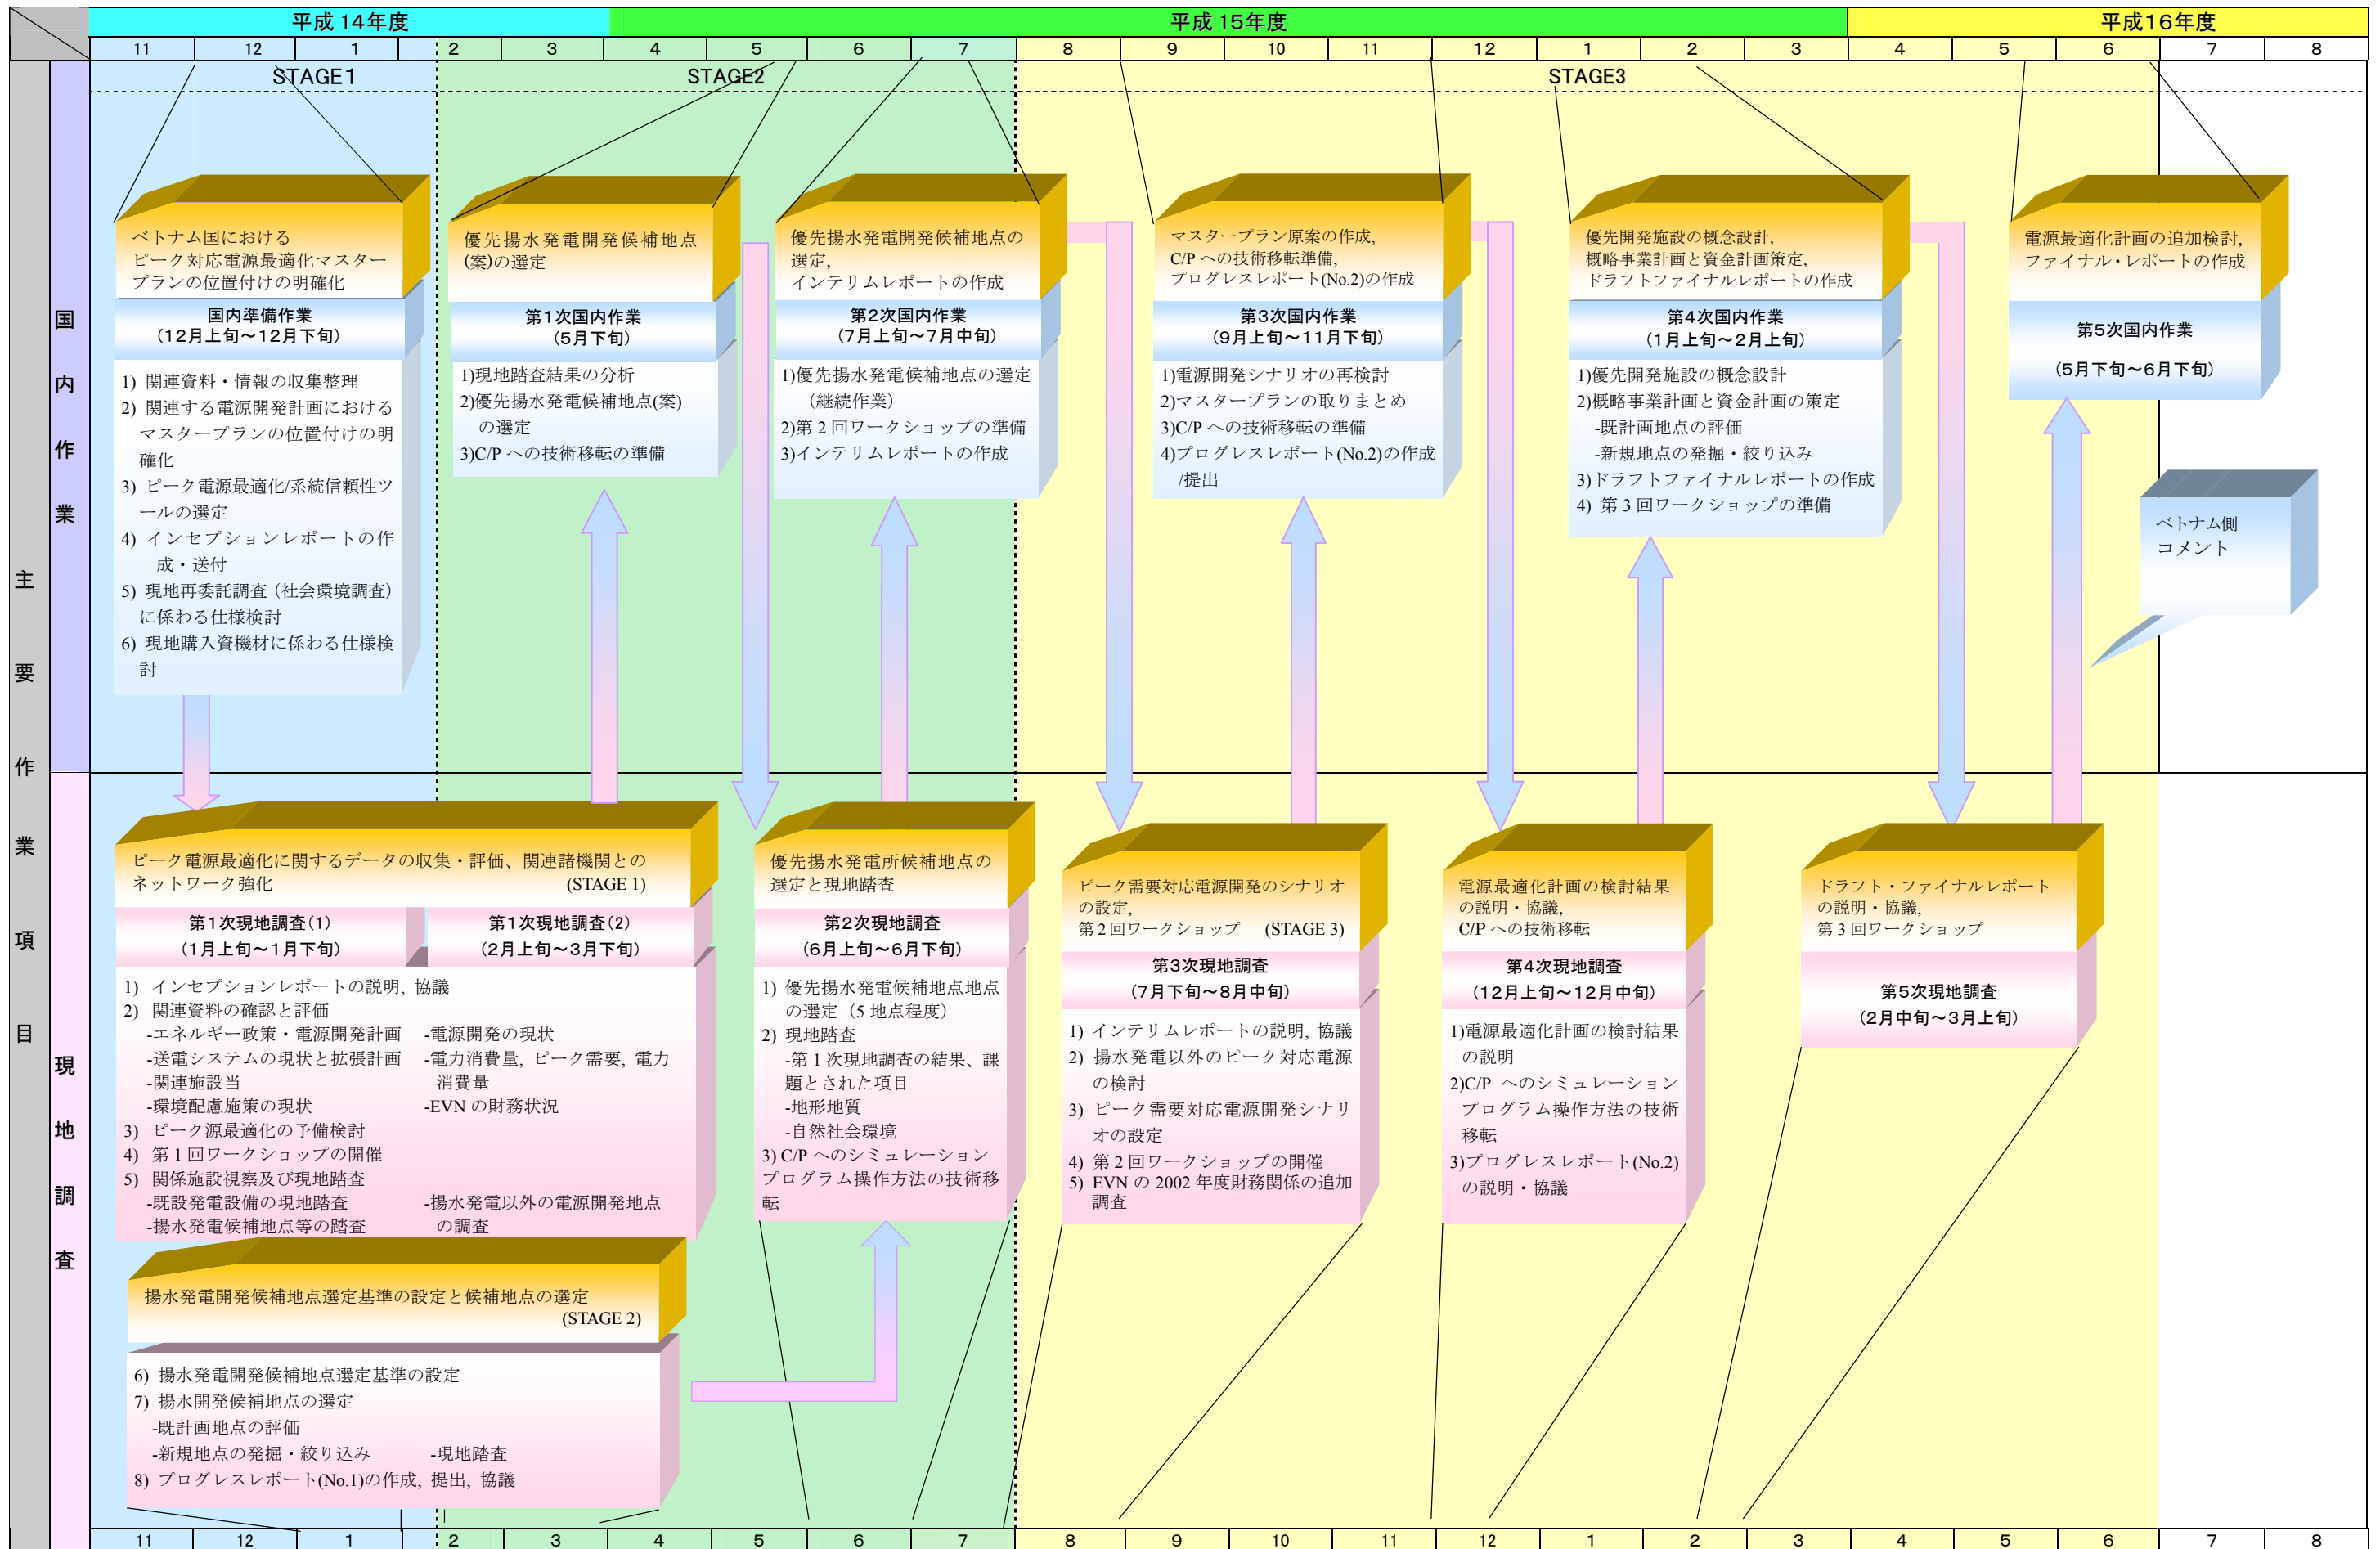 平成 14年度
平成 15年度
平成16年度
11 12 1 2 3 4 5 6 7 8 9 10 11 12 1 2 3 4 5 6 7 8
STAGE1
STAGE2
STAGE3
主要作業項目
国内作業
ベトナム国における
ピーク対応電源最適化マスター
プランの位置付けの明確化
国内準備作業
(12月上旬～12月下旬)
1) 関連資料・情報の収集整理
2) 関連する電源開発計画における
マスタープランの位置付けの明
確化
3) ピーク電源最適化/系統信頼性ツ
ールの選定
4) インセプションレポートの作
成・送付
5) 現地再委託調査（社会環境調査）
に係わる仕様検討
6) 現地購入資機材に係わる仕様検
討
優先揚水発電開発候補地点
(案)の選定
第1次国内作業
(5月下旬)
1)現地踏査結果の分析
2)優先揚水発電候補地点(案)
の選定
3)C/P への技術移転の準備
優先揚水発電開発候補地点の
選定,
インテリムレポートの作成
第2次国内作業
(7月上旬～7月中旬)
1)優先揚水発電候補地点の選定
（継続作業）
2)第 2 回ワークショップの準備
3)インテリムレポートの作成
マスタープラン原案の作成,
C/P への技術移転準備,
プログレスレポート(No.2)の作成
第3次国内作業
(9月上旬～11月下旬)
1)電源開発シナリオの再検討
2)マスタープランの取りまとめ
3)C/P への技術移転の準備
4)プログレスレポート(No.2)の作成
/提出
優先開発施設の概念設計,
概略事業計画と資金計画策定,
ドラフトファイナルレポートの作成
第4次国内作業
(1月上旬～2月上旬)
1)優先開発施設の概念設計
2)概略事業計画と資金計画の策定
-既計画地点の評価
-新規地点の発掘・絞り込み
3)ドラフトファイナルレポートの作成
4) 第 3 回ワークショップの準備
電源最適化計画の追加検討,
ファイナル・レポートの作成
第5次国内作業
(5月下旬～6月下旬)
ベトナム側
コメント
現地調査
ピーク電源最適化に関するデータの収集・評価、関連諸機関との
ネットワーク強化 (STAGE 1)
第1次現地調査(1)
(1月上旬～1月下旬)
第1次現地調査(2)
(2月上旬～3月下旬)
1) インセプションレポートの説明, 協議
2) 関連資料の確認と評価
-エネルギー政策・電源開発計画 -電源開発の現状
-送電システムの現状と拡張計画 -電力消費量, ピーク需要, 電力
-関連施設当 消費量
-環境配慮施策の現状 -EVN の財務状況
3) ピーク源最適化の予備検討
4) 第 1 回ワークショップの開催
5) 関係施設視察及び現地踏査
-既設発電設備の現地踏査 -揚水発電以外の電源開発地点
-揚水発電候補地点等の踏査 の調査
揚水発電開発候補地点選定基準の設定と候補地点の選定
(STAGE 2)
6) 揚水発電開発候補地点選定基準の設定
7) 揚水開発候補地点の選定
-既計画地点の評価
-新規地点の発掘・絞り込み -現地踏査
8) プログレスレポート(No.1)の作成, 提出, 協議
優先揚水発電所候補地点の
選定と現地踏査
第2次現地調査
(6月上旬～6月下旬)
1) 優先揚水発電候補地点地点
の選定（5 地点程度）
2) 現地踏査
-第 1 次現地調査の結果、課
題とされた項目
-地形地質
-自然社会環境
3) C/P へのシミュレーション
プログラム操作方法の技術移
転
ピーク需要対応電源開発のシナリオ
の設定,
第 2 回ワークショップ (STAGE 3)
第3次現地調査
(7月下旬～8月中旬)
1) インテリムレポートの説明, 協議
2) 揚水発電以外のピーク対応電源
の検討
3) ピーク需要対応電源開発シナリ
オの設定
4) 第 2 回ワークショップの開催
5) EVN の 2002 年度財務関係の追加
調査
電源最適化計画の検討結果
の説明・協議,
C/P への技術移転
第4次現地調査
(12月上旬～12月中旬)
1)電源最適化計画の検討結果
の説明
2)C/P へのシミュレーション
プログラム操作方法の技術
移転
3)プログレスレポート(No.2)
の説明・協議
ドラフト・ファイナルレポート
の説明・協議,
第 3 回ワークショップ
第5次現地調査
(2月中旬～3月上旬)
11 12 1 2 3 4 5 6 7 8 9 10 11 12 1 2 3 4 5 6 7 8